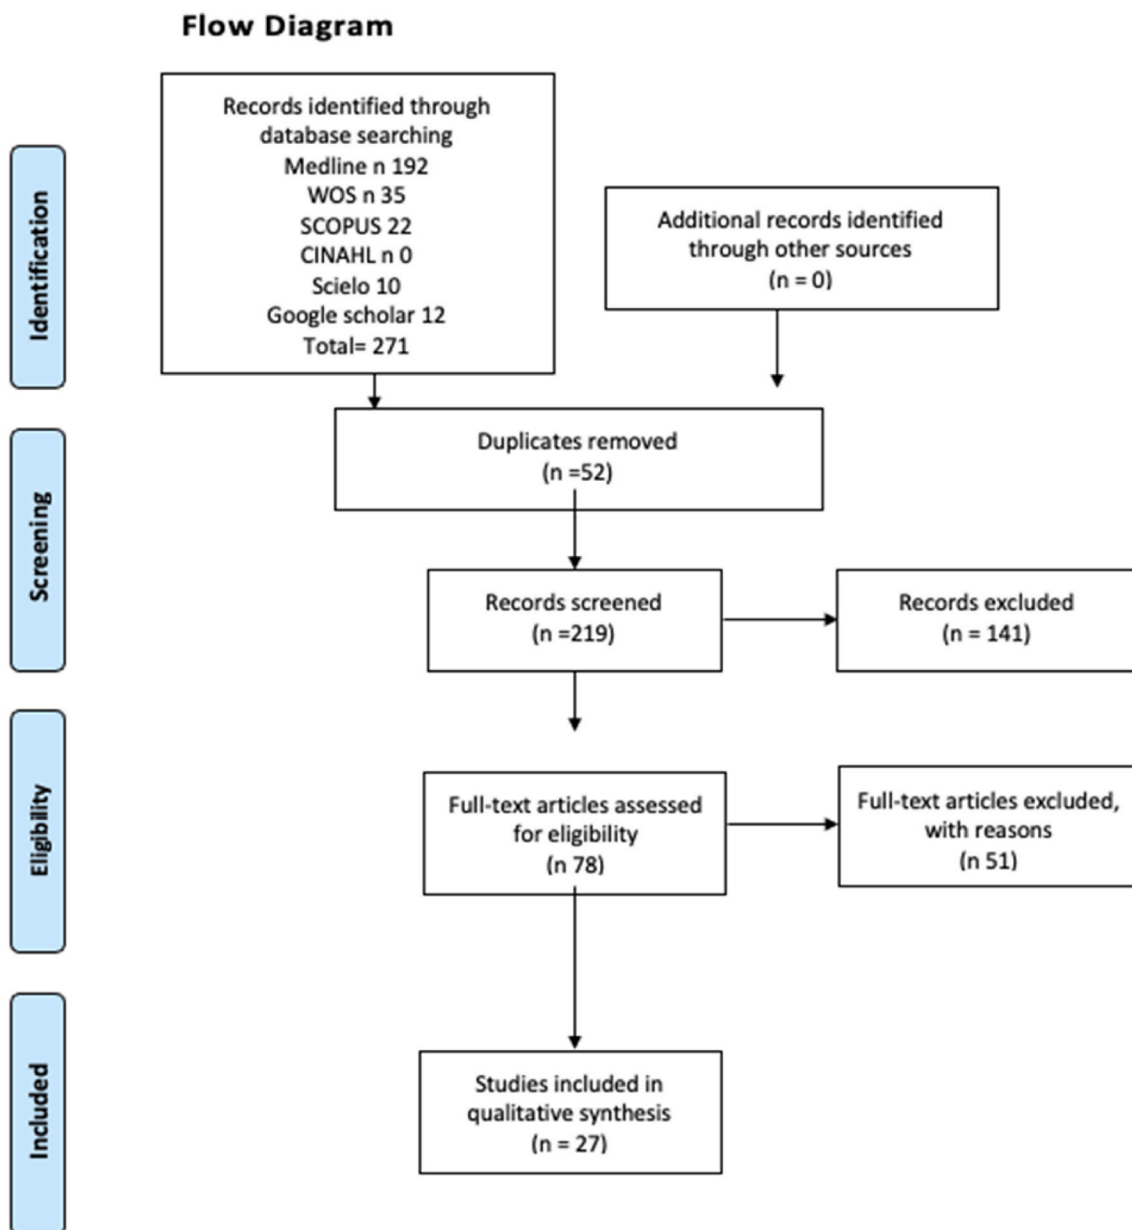 Flow Diagram
Identification
Records identified through
database searching
Medline n 192
WOS n 35
SCOPUS 22
CINAHL n 0
Scielo 10
Google scholar 12
Total= 271
Additional records identified
through other sources
(n = 0)
Screening
Duplicates removed
(n =52)
Records screened
(n =219)
Records excluded
(n = 141)
Eligibility
Full-text articles assessed
for eligibility
(n 78)
Full-text articles excluded,
with reasons
(n 51)
Included
Studies included in
qualitative synthesis
(n = 27)